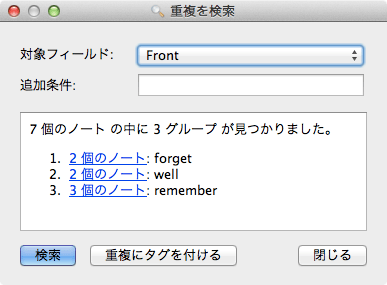 重複を検索
対象フィールド: Front
追加条件:
7 個のノート の中に 3 グループ が見つかりました。
1. 2 個のノート: forget
2. 2 個のノート: well
3. 3 個のノート: remember
検索 重複にタグを付ける 閉じる